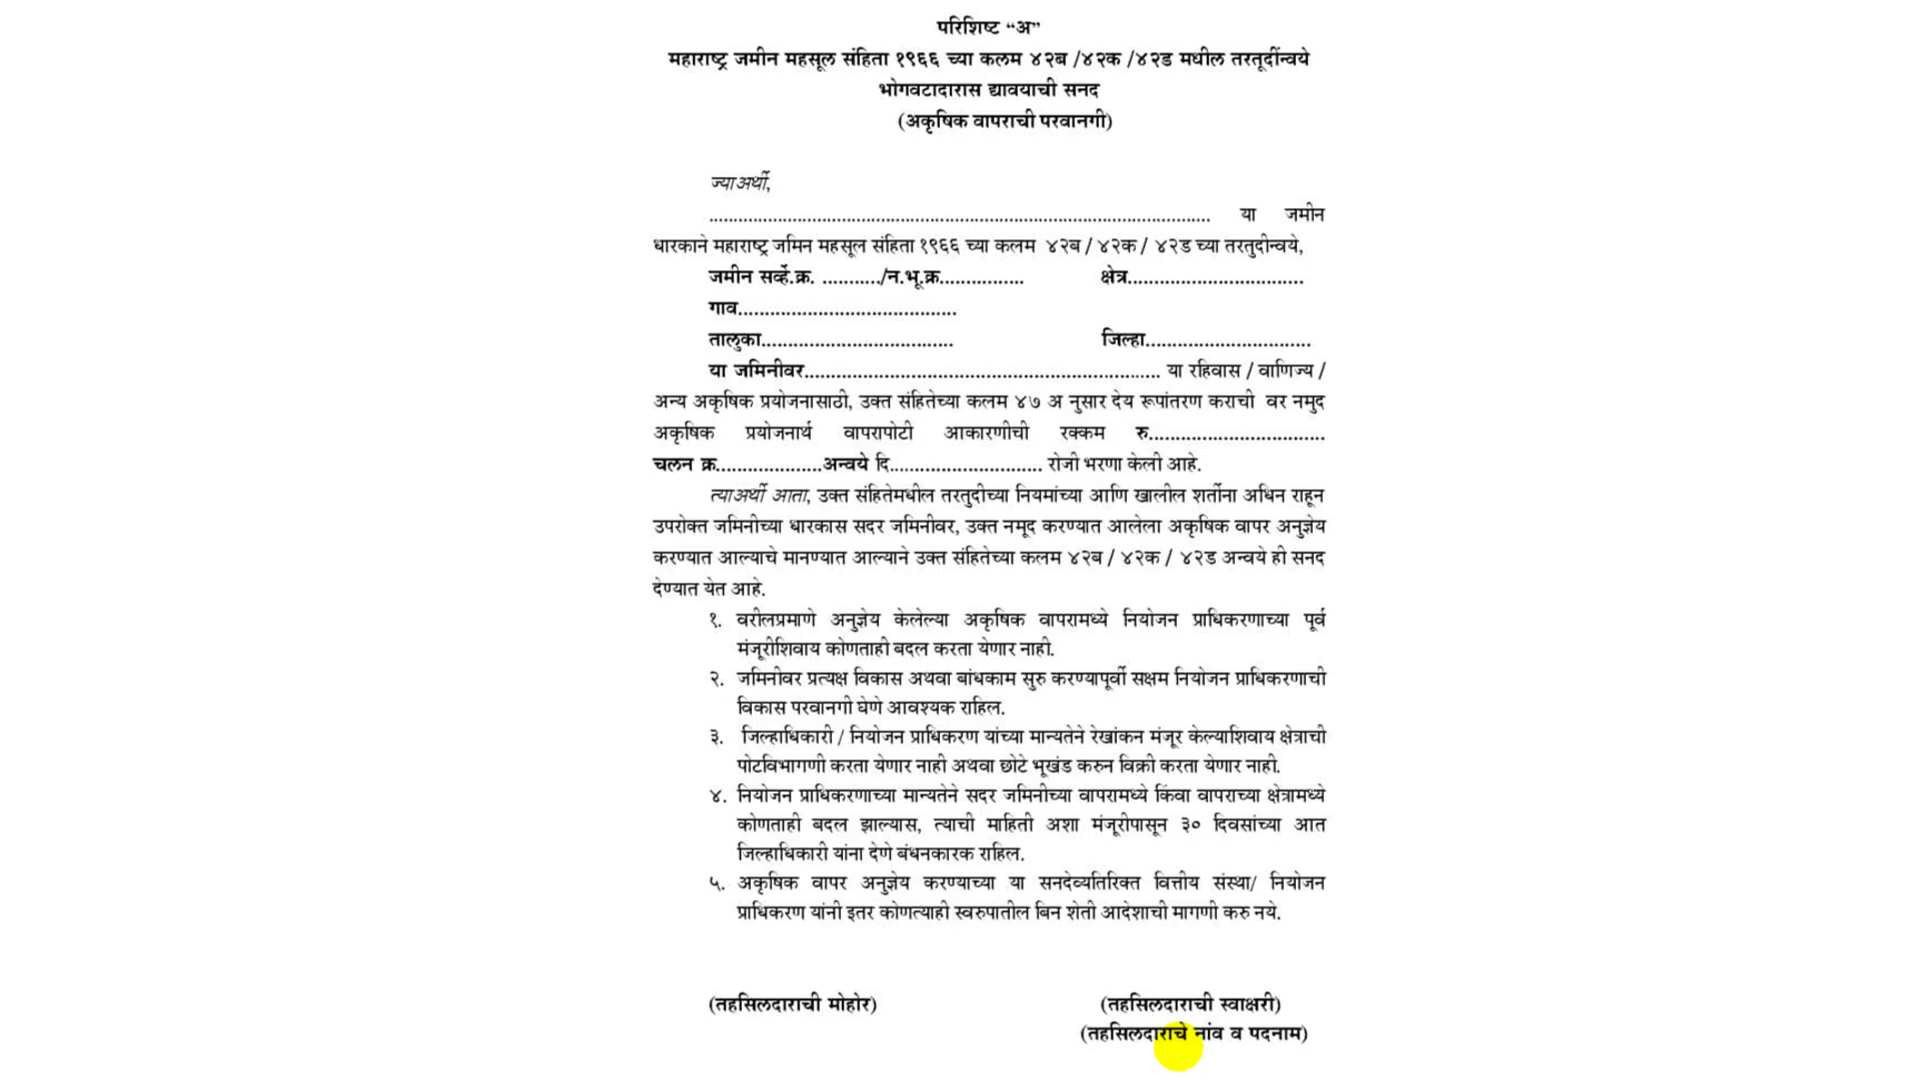 परिशिष्ट “अ”
महाराष्ट्र जमीन महसूल संहिता १९६६ च्या कलम ४२ब /४२क /४२ड मधील तरतूदींन्वये
भोगवटादारास द्यावयाची सनद
(अकृषिक वापराची परवानगी)
ज्याअर्थी,
.................................................................................................... या जमीन
धारकाने महाराष्ट्र जमिन महसूल संहिता १९६६ च्या कलम ४२ब / ४२क / ४२ड च्या तरतुदीन्वये,
जमीन सर्व्हे.क्र. .........../न.भू.क्र................ क्षेत्र.................................
गाव.........................................
तालुका.................................... जिल्हा...............................
या जमिनीवर................................................................... या रहिवास / वाणिज्य /
अन्य अकृषिक प्रयोजनासाठी, उक्त संहितेच्या कलम ४७ अ नुसार देय रूपांतरण कराची वर नमुद
अकृषिक प्रयोजनार्थ वापरापोटी आकारणीची रक्कम रु.................................
चलन क्र....................अन्वये दि............................. रोजी भरणा केली आहे.
त्याअर्थी आता, उक्त संहितेमधील तरतुदीच्या नियमांच्या आणि खालील शर्तीना अधिन राहून
उपरोक्त जमिनीच्या धारकास सदर जमिनीवर, उक्त नमूद करण्यात आलेला अकृषिक वापर अनुज्ञेय
करण्यात आल्याचे मानण्यात आल्याने उक्त संहितेच्या कलम ४२ब / ४२क / ४२ड अन्वये ही सनद
देण्यात येत आहे.
१. वरीलप्रमाणे अनुज्ञेय केलेल्या अकृषिक वापरामध्ये नियोजन प्राधिकरणाच्या पूर्व
मंजूरीशिवाय कोणताही बदल करता येणार नाही.
२. जमिनीवर प्रत्यक्ष विकास अथवा बांधकाम सुरु करण्यापूर्वी सक्षम नियोजन प्राधिकरणाची
विकास परवानगी घेणे आवश्यक राहिल.
३. जिल्हाधिकारी / नियोजन प्राधिकरण यांच्या मान्यतेने रेखांकन मंजूर केल्याशिवाय क्षेत्राची
पोटविभागणी करता येणार नाही अथवा छोटे भूखंड करुन विक्री करता येणार नाही.
४. नियोजन प्राधिकरणाच्या मान्यतेने सदर जमिनीच्या वापरामध्ये किंवा वापराच्या क्षेत्रामध्ये
कोणताही बदल झाल्यास, त्याची माहिती अशा मंजूरीपासून ३० दिवसांच्या आत
जिल्हाधिकारी यांना देणे बंधनकारक राहिल.
५. अकृषिक वापर अनुज्ञेय करण्याच्या या सनदेव्यतिरिक्त वित्तीय संस्था/ नियोजन
प्राधिकरण यांनी इतर कोणत्याही स्वरुपातील बिन शेती आदेशाची मागणी करु नये.
(तहसिलदाराची मोहोर) (तहसिलदाराची स्वाक्षरी)
(तहसिलदाराचे नांव व पदनाम)